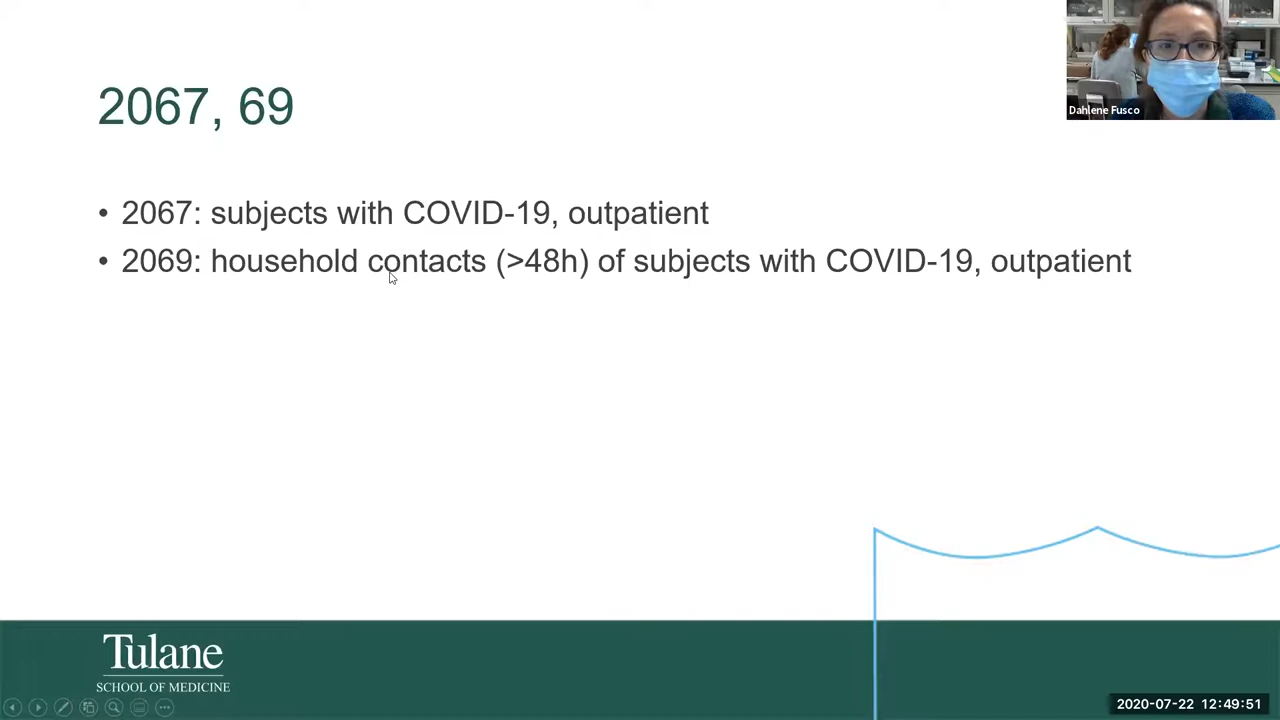 2067, 69
Dahlene Fusco
• 2067: subjects with COVID-19, outpatient
• 2069: household contacts (>48h) of subjects with COVID-19, outpatient
Tulane
SCHOOL OF MEDICINE
2020-07-22 12:49:51